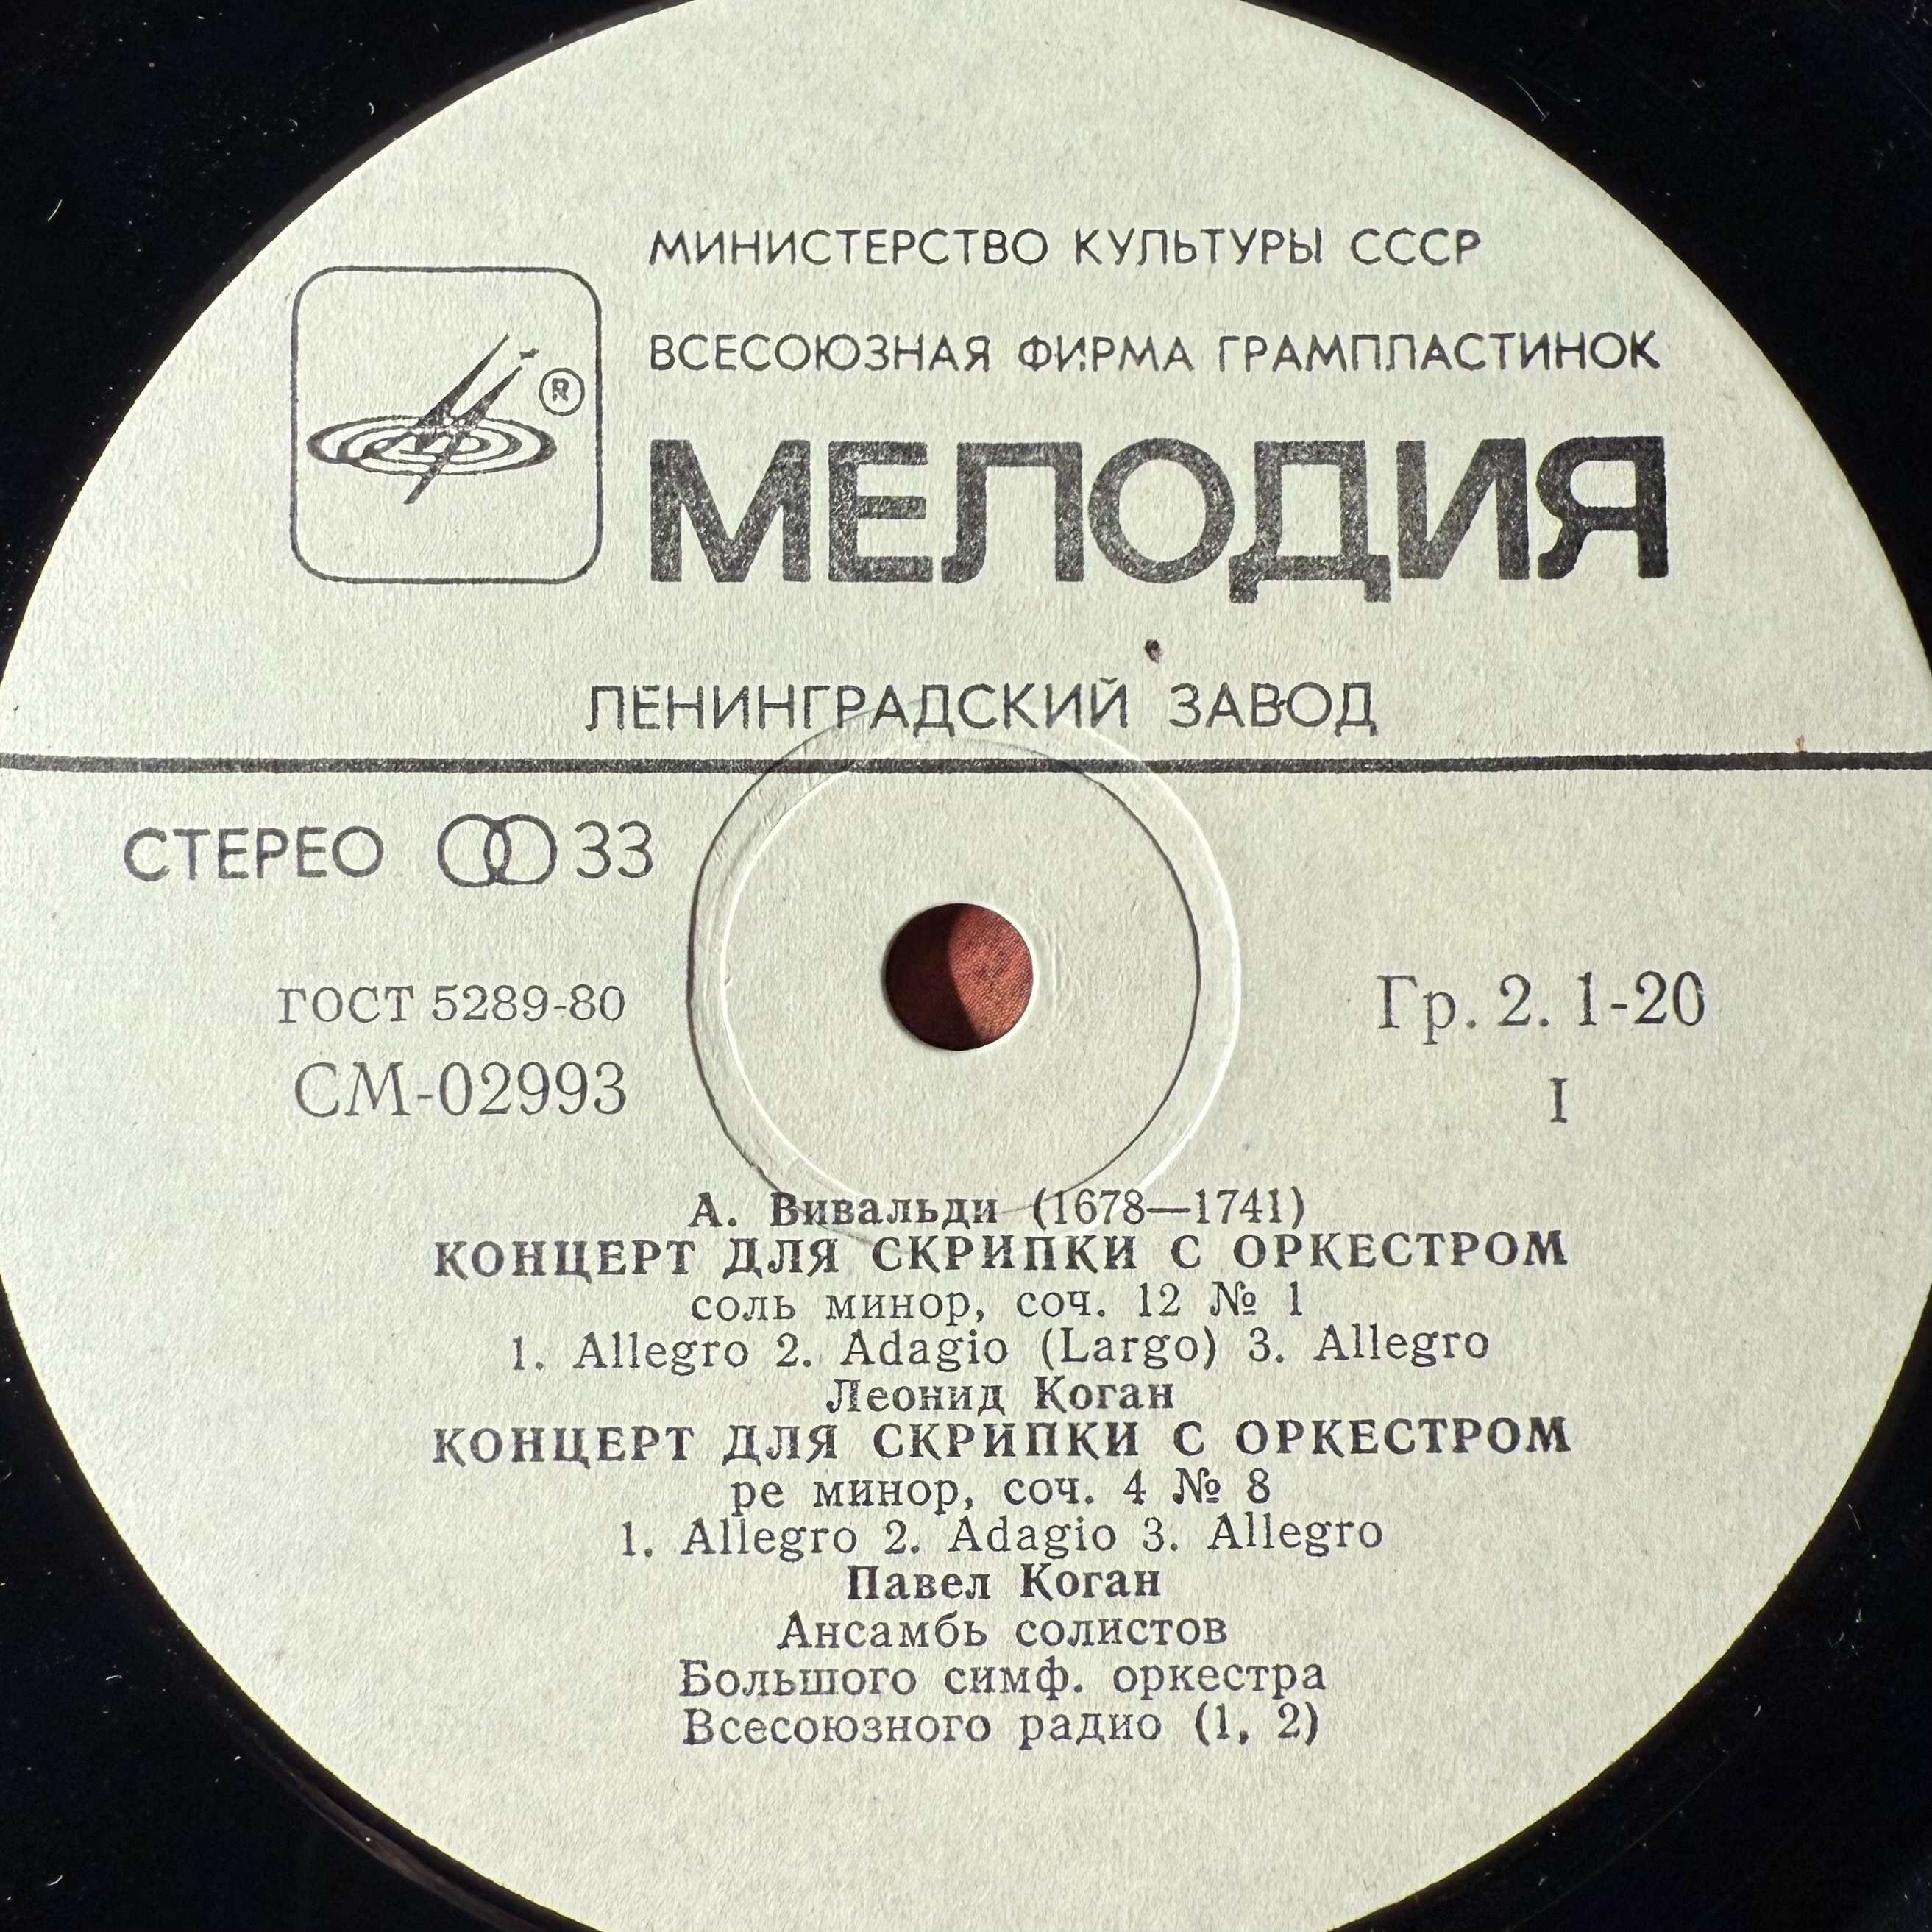 МИНИСТЕРСТВО КУЛЬТУРЫ СССР
ВСЕСОЮЗНАЯ ФИРМА ГРАМПЛАСТИНОК
®
МЕЛОДИЯ
ЛЕНИНГРАДСКИЙ ЗАВОД
СТЕРЕО 33
ГОСТ 5289-80
Гр. 2. 1-20
СМ-02993
I
А. Вивальди (1678—1741)
КОНЦЕРТ ДЛЯ СКРИПКИ С ОРКЕСТРОМ
соль минор, соч. 12 № 1
1. Allegro 2. Adagio (Largo) 3. Allegro
Леонид Коган
КОНЦЕРТ ДЛЯ СКРИПКИ С ОРКЕСТРОМ
ре минор, соч. 4 № 8
1. Allegro 2. Adagio 3. Allegro
Павел Коган
Ансамбь солистов
Большого симф. оркестра
Всесоюзного радио (1, 2)